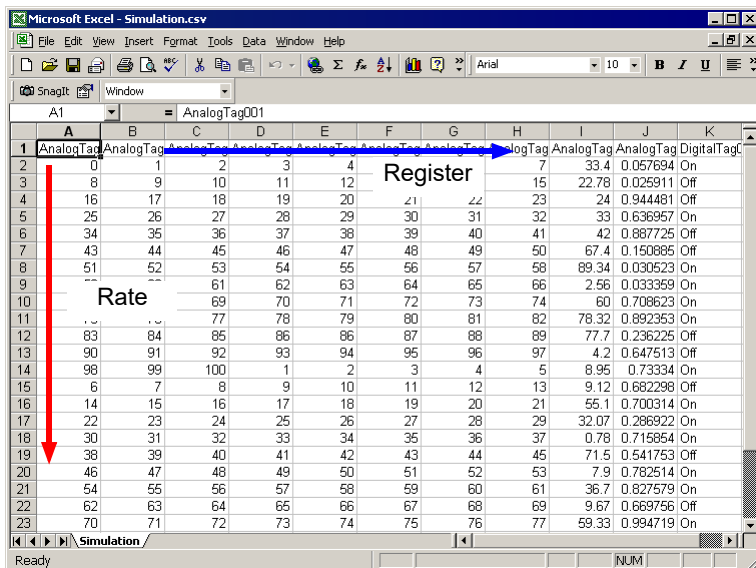 Microsoft Excel - Simulation.csv
File Edit View Insert Format Tools Data Window Help
Arial 10 B I U
SnagIt Window
A1 = AnalogTag001
A B C D E F G H I J K
1 AnalogTag AnalogTag AnalogTag AnalogTag AnalogTag AnalogTag AnalogTag AnalogTag AnalogTag AnalogTag DigitalTag0
2 0 1 2 3 4 7 33.4 0.057694 On
Register
3 8 9 10 11 12 15 22.78 0.025911 Off
4 16 17 18 19 20 21 22 23 24 0.944481 Off
5 25 26 27 28 29 30 31 32 33 0.636957 On
6 34 35 36 37 38 39 40 41 42 0.887725 Off
7 43 44 45 46 47 48 49 50 67.4 0.150885 Off
8 51 52 53 54 55 56 57 58 89.34 0.030523 On
9 61 62 63 64 65 66 2.56 0.033359 On
Rate
10 69 70 71 72 73 74 60 0.708623 On
11 77 78 79 80 81 82 78.32 0.892353 On
12 83 84 85 86 86 87 88 89 77.7 0.236225 Off
13 90 91 92 93 94 95 96 97 4.2 0.647513 Off
14 98 99 100 1 2 3 4 5 8.95 0.73334 On
15 6 7 8 9 10 11 12 13 9.12 0.682298 Off
16 14 15 16 17 18 19 20 21 55.1 0.700314 On
17 22 23 24 25 26 27 28 29 32.07 0.286922 On
18 30 31 32 33 34 35 36 37 0.78 0.715854 On
19 38 39 40 41 42 43 44 45 71.5 0.541753 Off
20 46 47 48 49 50 51 52 53 7.9 0.782514 On
21 54 55 56 57 58 59 60 61 36.7 0.827579 On
22 62 63 64 65 66 67 68 69 9.67 0.669756 Off
23 70 71 72 73 74 75 76 77 59.33 0.994719 On
Simulation
Ready NUM